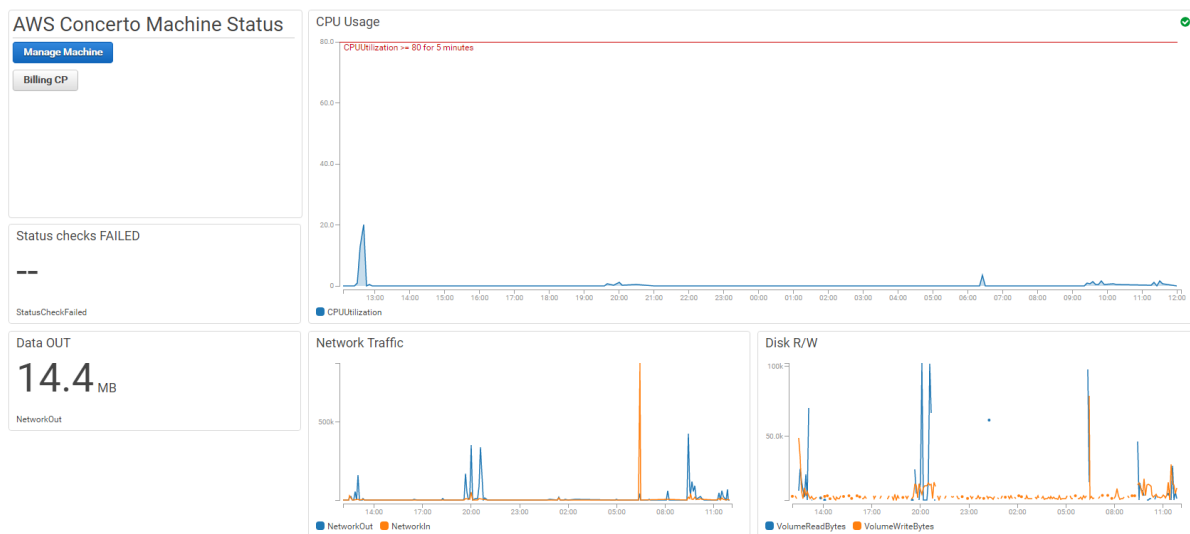 AWS Concerto Machine Status
Manage Machine
Billing CP
Status checks FAILED
--
StatusCheckFailed
Data OUT
14.4 MB
NetworkOut
CPU Usage
CPUUtilization >= 80 for 5 minutes
80.0
60.0
40.0
20.0
0
13:00 14:00 15:00 16:00 17:00 18:00 19:00 20:00 21:00 22:00 23:00 00:00 01:00 02:00 03:00 04:00 05:00 06:00 07:00 08:00 09:00 10:00 11:00 12:00
CPUUtilization
Network Traffic
500k
14:00 17:00 20:00 23:00 02:00 05:00 08:00 11:00
NetworkOut NetworkIn
Disk R/W
100k
50.0k
14:00 17:00 20:00 23:00 02:00 05:00 08:00 11:00
VolumeReadBytes VolumeWriteBytes